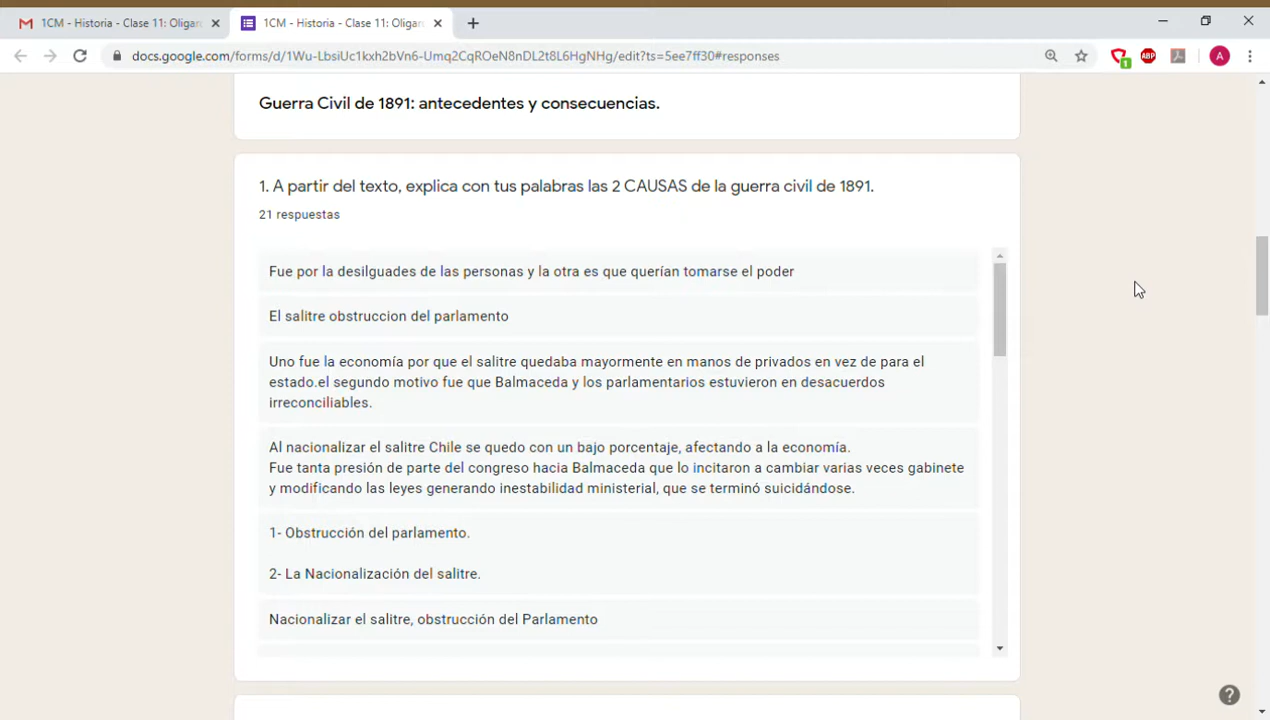 1CM - Historia - Clase 11: Oligar
1CM - Historia - Clase 11: Oligar
docs.google.com/forms/d/1Wu-LbsiUc1kxh2bVn6-Umq2CqROeN8nDL2t8L6HgNHg/edit?ts=5ee7ff30#responses
1
ABP
A
Guerra Civil de 1891: antecedentes y consecuencias.
1. A partir del texto, explica con tus palabras las 2 CAUSAS de la guerra civil de 1891.
21 respuestas
Fue por la desilguades de las personas y la otra es que querían tomarse el poder
El salitre obstruccion del parlamento
Uno fue la economía por que el salitre quedaba mayormente en manos de privados en vez de para el
estado.el segundo motivo fue que Balmaceda y los parlamentarios estuvieron en desacuerdos
irreconciliables.
Al nacionalizar el salitre Chile se quedo con un bajo porcentaje, afectando a la economía.
Fue tanta presión de parte del congreso hacia Balmaceda que lo incitaron a cambiar varias veces gabinete
y modificando las leyes generando inestabilidad ministerial, que se terminó suicidándose.
1- Obstrucción del parlamento.
2- La Nacionalización del salitre.
Nacionalizar el salitre, obstrucción del Parlamento